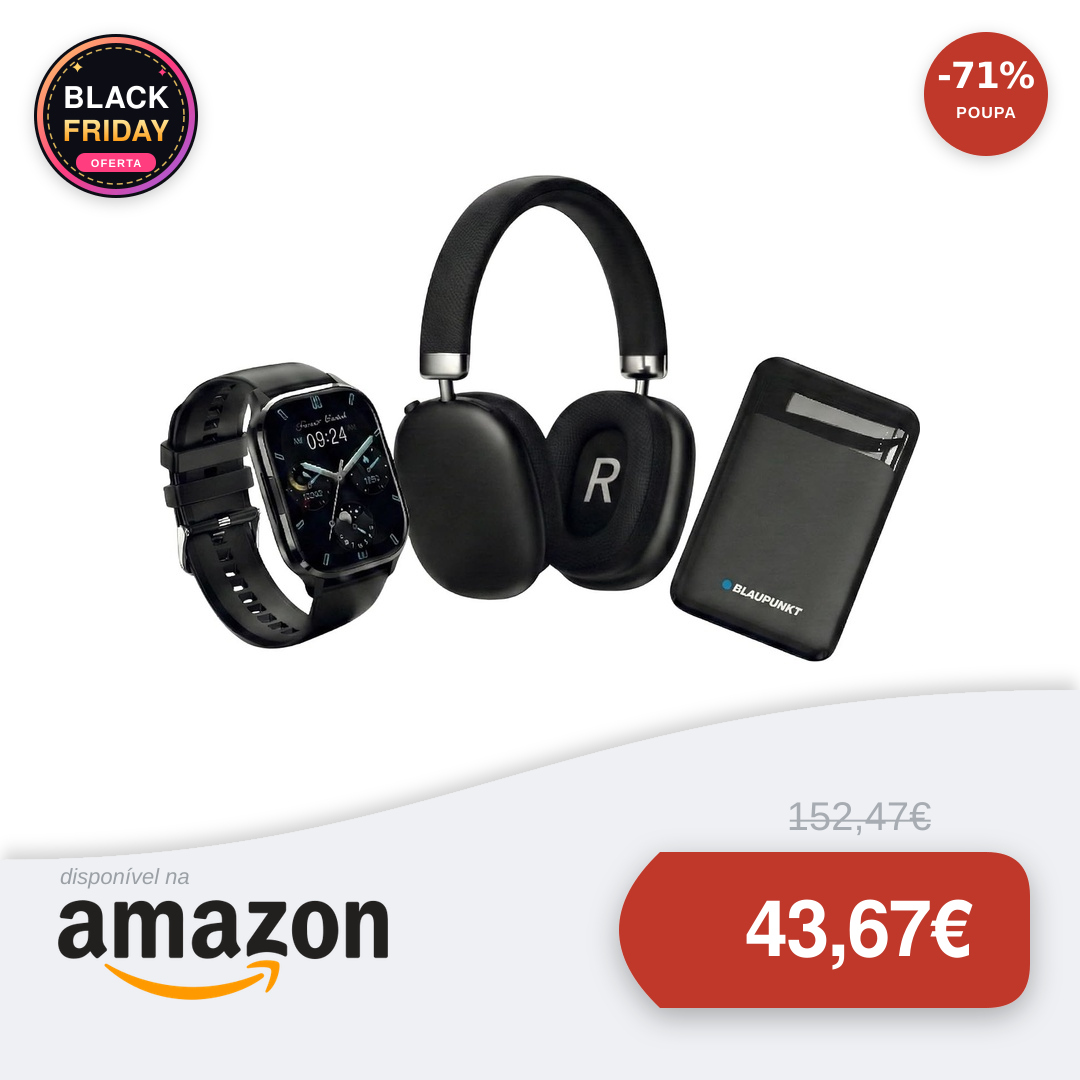 BLACK
FRIDAY
OFERTA
-71%
POUPA
09:24
R
BLAUPUNKT
152,47€
disponível na
amazon
43,67€